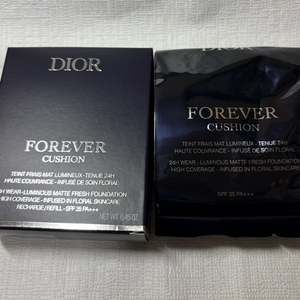 DIOR
FOREVER
CUSHION
TEINT FRAIS MAT LUMINEUX - TENUE 24H
HAUTE COUVRANCE - INFUSÉ DE SOIN FLORAL
24H WEAR - LUMINOUS MATTE FRESH FOUNDATION
HIGH COVERAGE - INFUSED IN FLORAL SKINCARE
RECHARGE / REFILL - SPF 35 PA+++
NET WT 0.45 OZ
FOREVER
CUSHION
TEINT FRAIS MAT LUMINEUX - TENUE 24H
HAUTE COUVRANCE - INFUSÉ DE SOIN FLORAL
24H WEAR - LUMINOUS MATTE FRESH FOUNDATION
HIGH COVERAGE - INFUSED IN FLORAL SKINCARE
SPF 35 PA+++